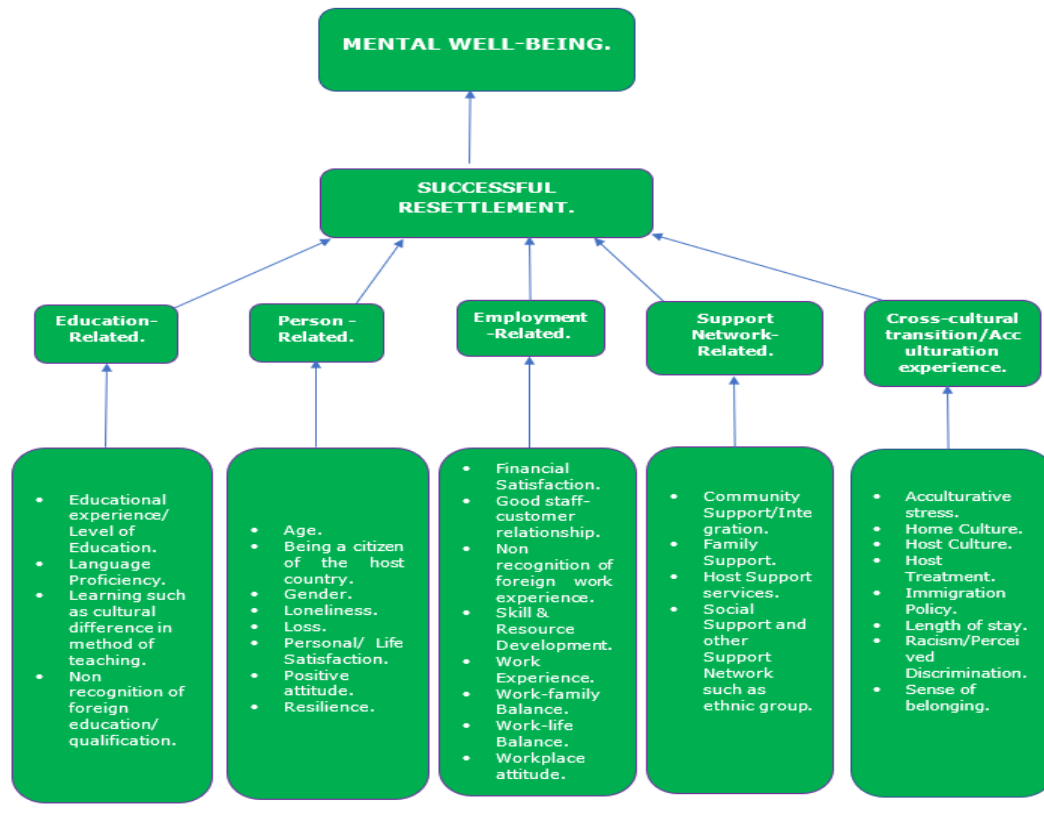 MENTAL WELL-BEING.
SUCCESSFUL
RESETTLEMENT.
Education-
Related.
Person -
Related.
Employment
-Related.
Support
Network-
Related.
Cross-cultural
transition/Acc
ulturation
experience.
• Educational
experience/
Level of
Education.
• Language
Proficiency.
• Learning such
as cultural
difference in
method of
teaching.
• Non
recognition of
foreign
education/
qualification.
• Age.
• Being a citizen
of the host
country.
• Gender.
• Loneliness.
• Loss.
• Personal/ Life
Satisfaction.
• Positive
attitude.
• Resilience.
• Financial
Satisfaction.
• Good staff-
customer
relationship.
• Non
recognition of
foreign work
experience.
• Skill &
Resource
Development.
• Work
Experience.
• Work-family
Balance.
• Work-life
Balance.
• Workplace
attitude.
• Community
Support/Inte
gration.
• Family
Support.
• Host Support
services.
• Social
Support and
other
Support
Network
such as
ethnic group.
• Acculturative
stress.
• Home Culture.
• Host Culture.
• Host
Treatment.
• Immigration
Policy.
• Length of stay.
• Racism/Percei
ved
Discrimination.
• Sense of
belonging.